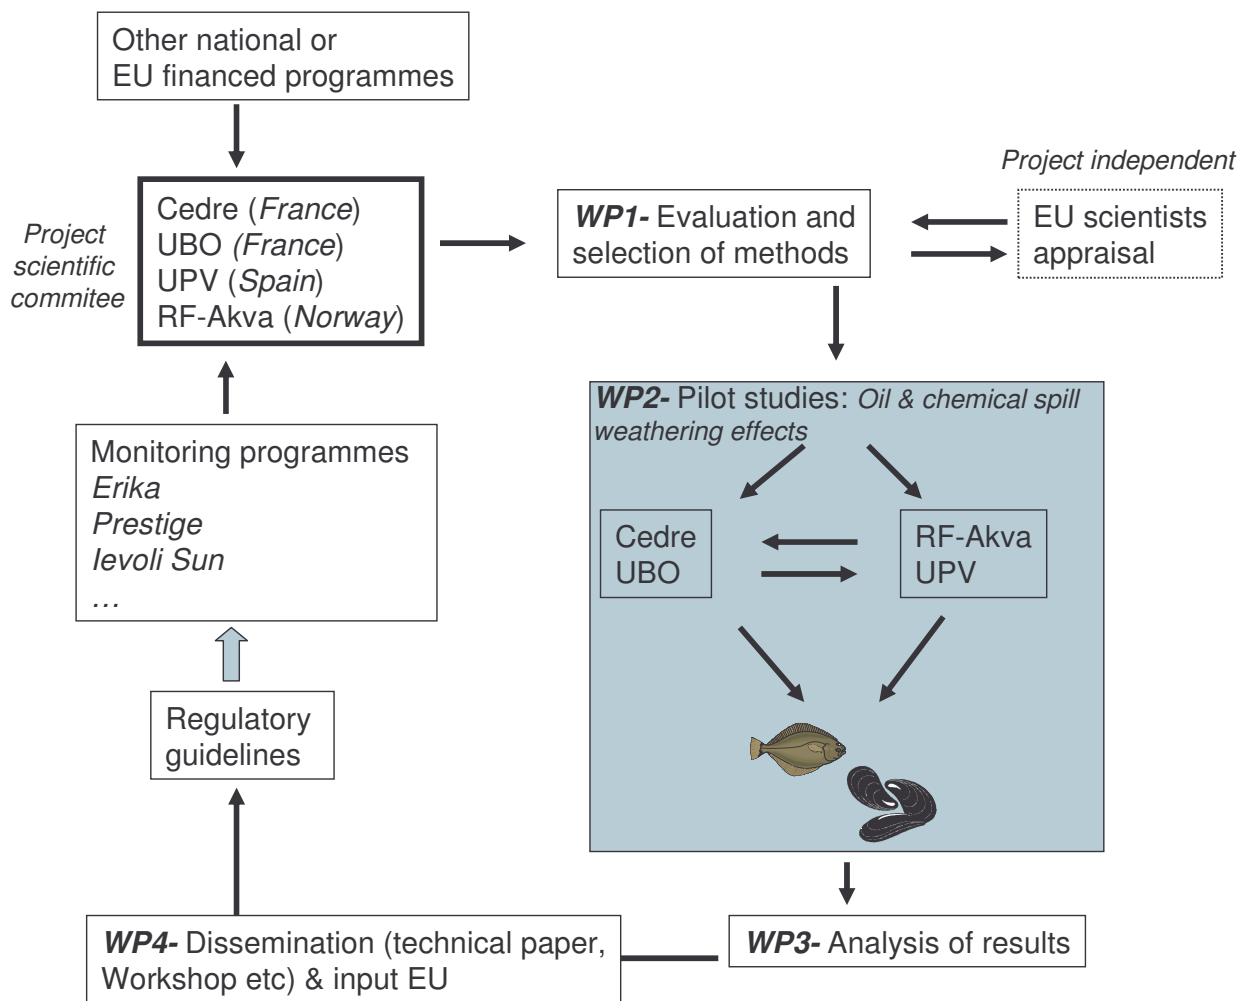 Other national or
EU financed programmes
Project independent
Project
scientific
commitee
Cedre (France)
UBO (France)
UPV (Spain)
RF-Akva (Norway)
WP1- Evaluation and
selection of methods
EU scientists
appraisal
WP2- Pilot studies: Oil & chemical spill
weathering effects
Monitoring programmes
Erika
Prestige
Ievoli Sun
...
Cedre
UBO
RF-Akva
UPV
Regulatory
guidelines
WP4- Dissemination (technical paper,
Workshop etc) & input EU
WP3- Analysis of results